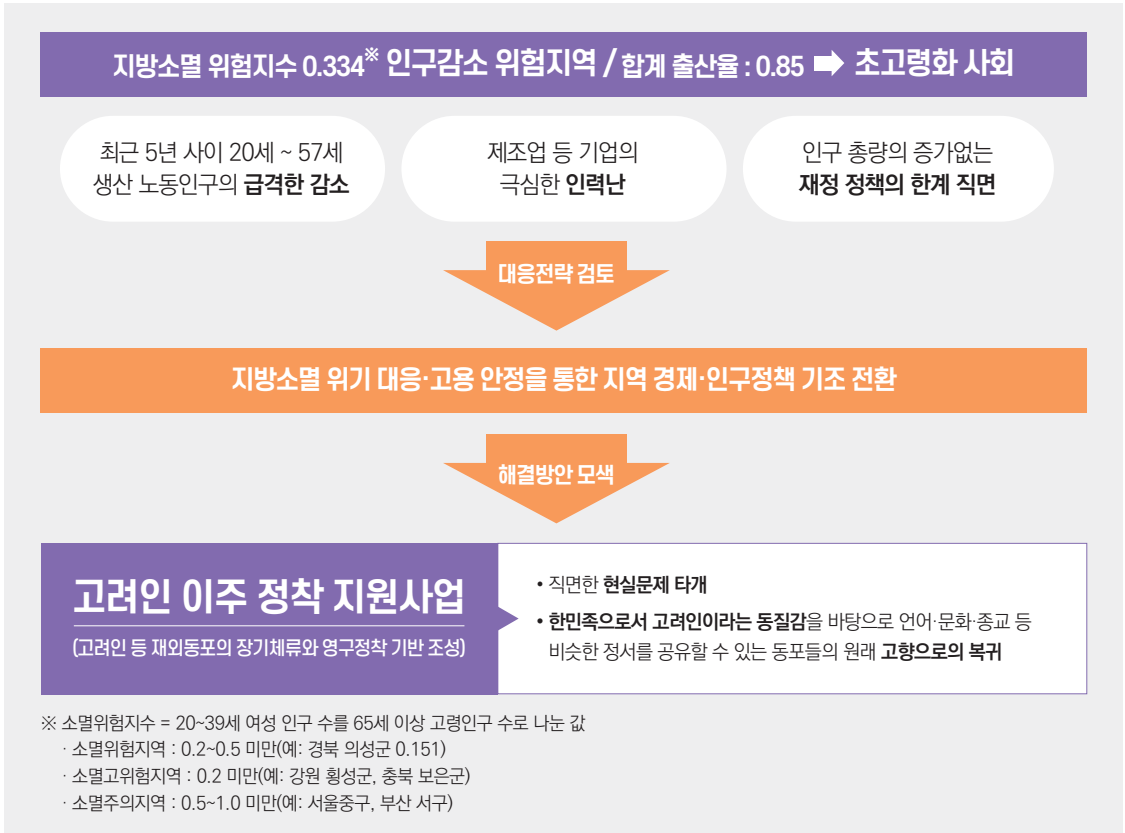 지방소멸 위험지수 0.334※ 인구감소 위험지역 / 합계 출산율 : 0.85 ➡ 초고령화 사회
최근 5년 사이 20세 ~ 57세
생산 노동인구의 급격한 감소
제조업 등 기업의
극심한 인력난
인구 총량의 증가없는
재정 정책의 한계 직면
대응전략 검토
지방소멸 위기 대응·고용 안정을 통한 지역 경제·인구정책 기조 전환
해결방안 모색
고려인 이주 정착 지원사업
(고려인 등 재외동포의 장기체류와 영구정착 기반 조성)
• 직면한 현실문제 타개
• 한민족으로서 고려인이라는 동질감을 바탕으로 언어·문화·종교 등
비슷한 정서를 공유할 수 있는 동포들의 원래 고향으로의 복귀
※ 소멸위험지수 = 20~39세 여성 인구 수를 65세 이상 고령인구 수로 나눈 값
· 소멸위험지역 : 0.2~0.5 미만(예: 경북 의성군 0.151)
· 소멸고위험지역 : 0.2 미만(예: 강원 횡성군, 충북 보은군)
· 소멸주의지역 : 0.5~1.0 미만(예: 서울중구, 부산 서구)